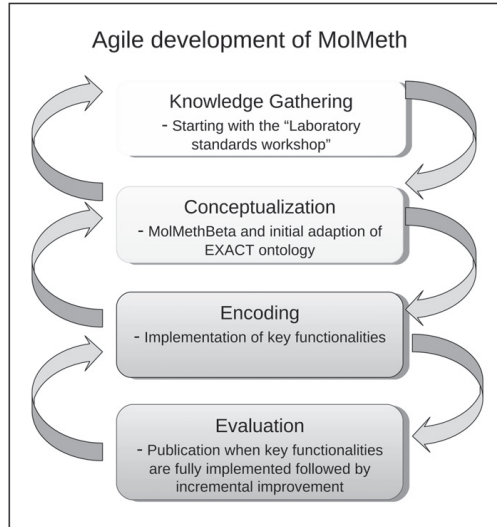 Agile development of MolMeth
Knowledge Gathering
- Starting with the “Laboratory
standards workshop”
Conceptualization
- MolMethBeta and initial adaption of
EXACT ontology
Encoding
- Implementation of key functionalities
Evaluation
- Publication when key functionalities
are fully implemented followed by
incremental improvement